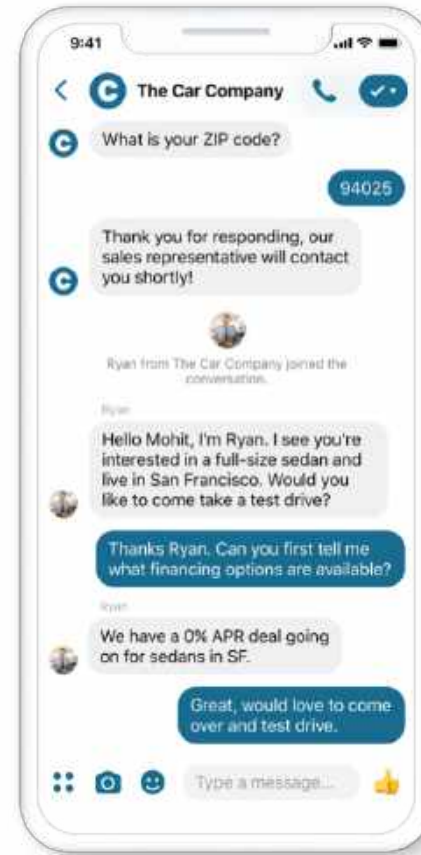 9:41
The Car Company
What is your ZIP code?
94025
Thank you for responding, our
sales representative will contact
you shortly!
Ryan from The Car Company joined the
conversation.
Ryan
Hello Mohit, I'm Ryan. I see you're
interested in a full-size sedan and
live in San Francisco. Would you
like to come take a test drive?
Thanks Ryan. Can you first tell me
what financing options are available?
Ryan
We have a 0% APR deal going
on for sedans in SF.
Great, would love to come
over and test drive.
Type a message...